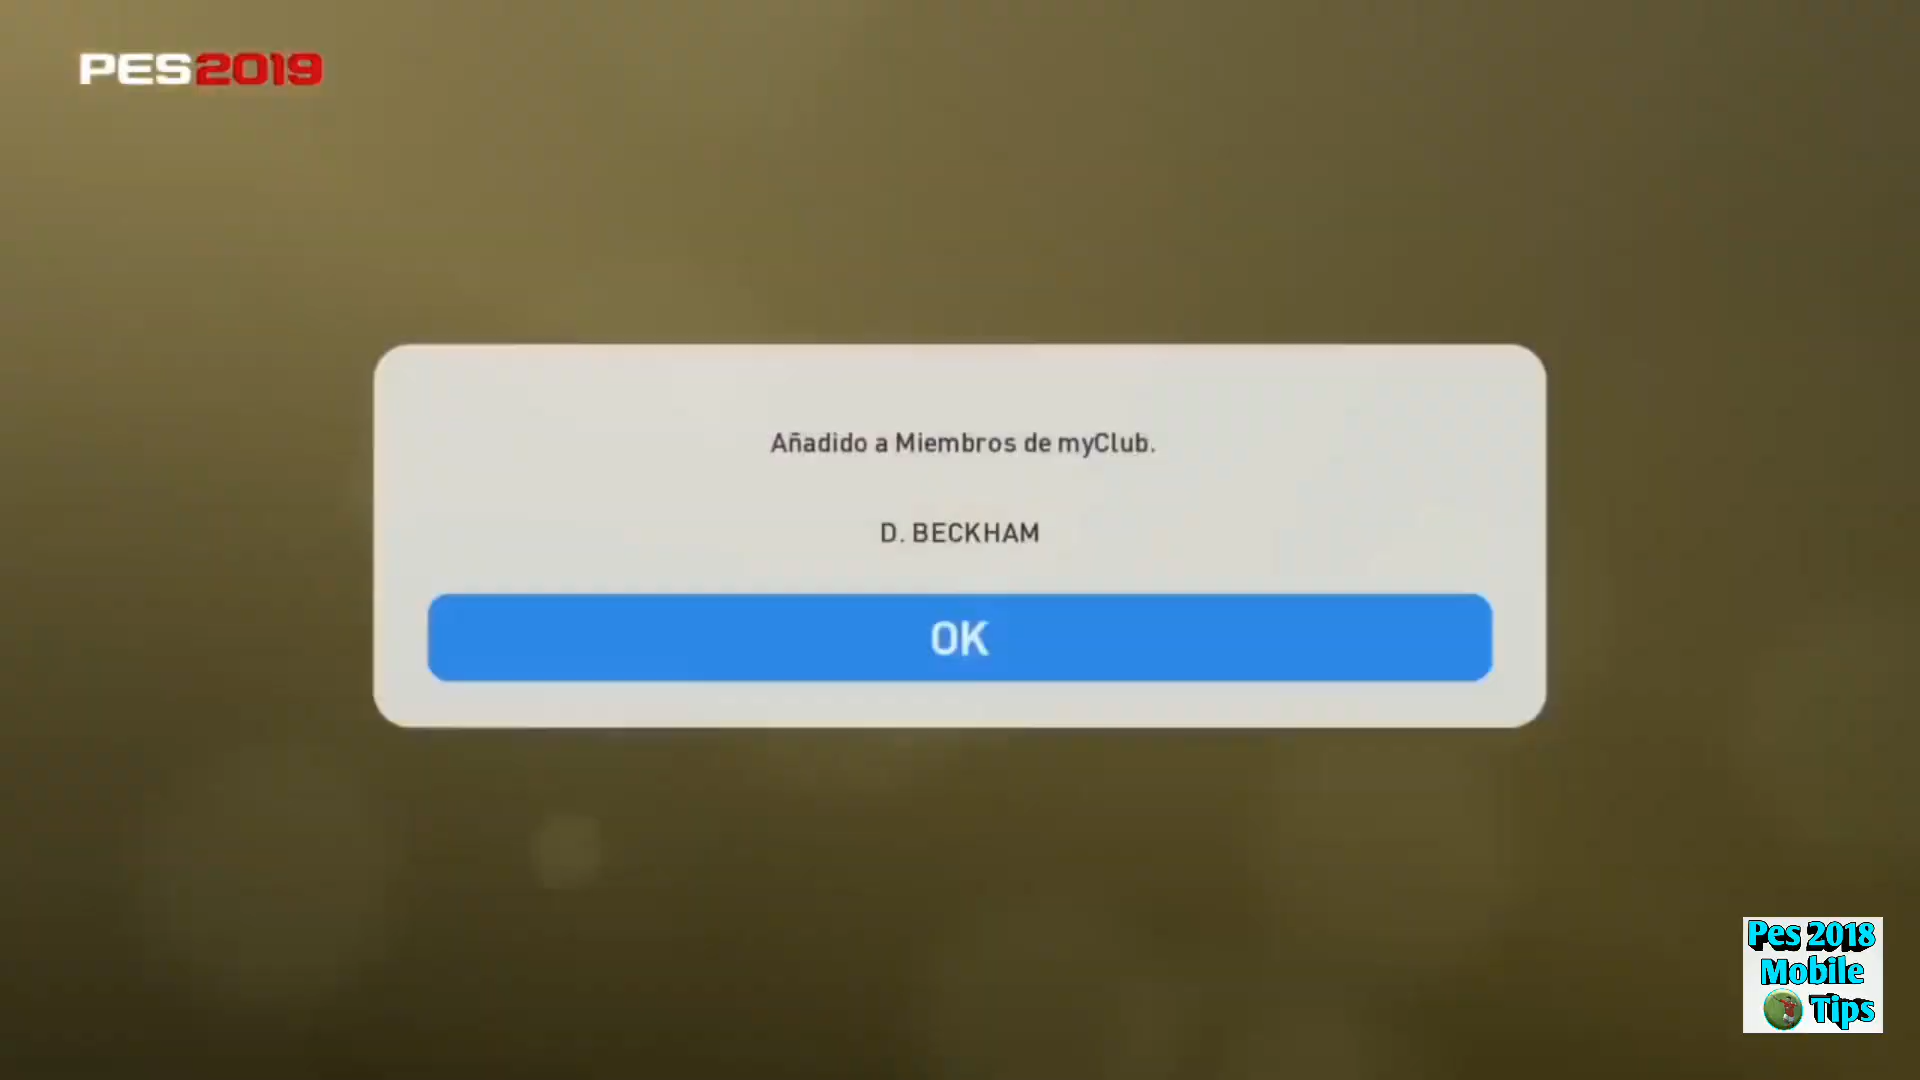 PES2019
Añadido a Miembros de myClub.
D. BECKHAM
OK
Pes 2018
Mobile
Tips